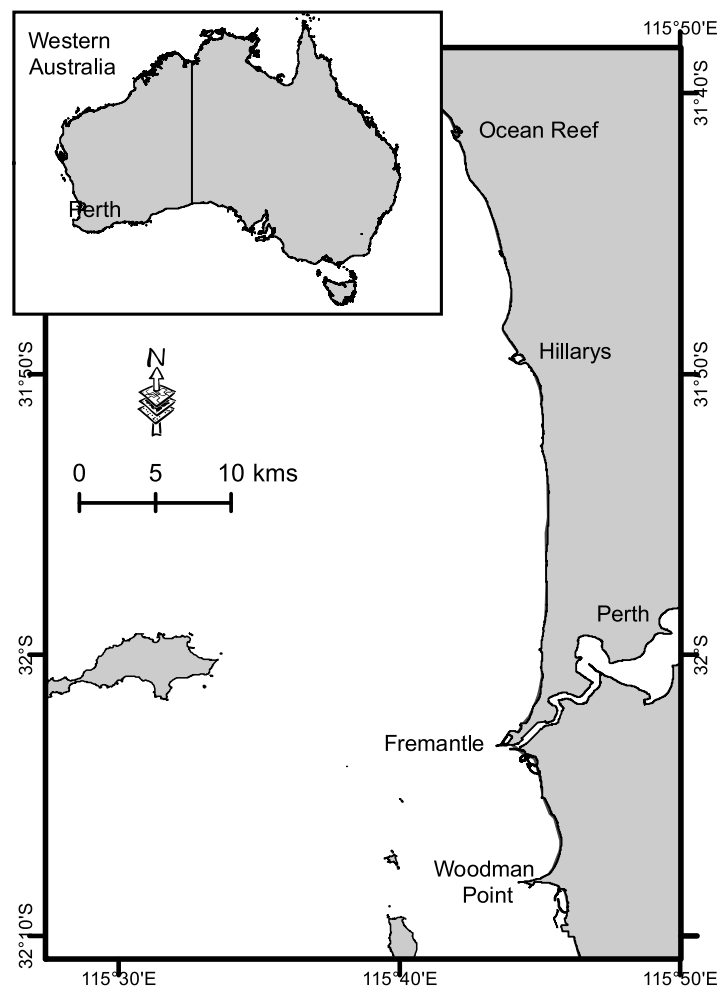 115°50'E
Western
Australia
31°40'S
Ocean Reef
Perth
Hillarys
N
31°50'S
31°50'S
0 5 10 kms
Perth
32°S
32°S
Fremantle
Woodman
Point
32°10'S
115°30'E 115°40'E 115°50'E